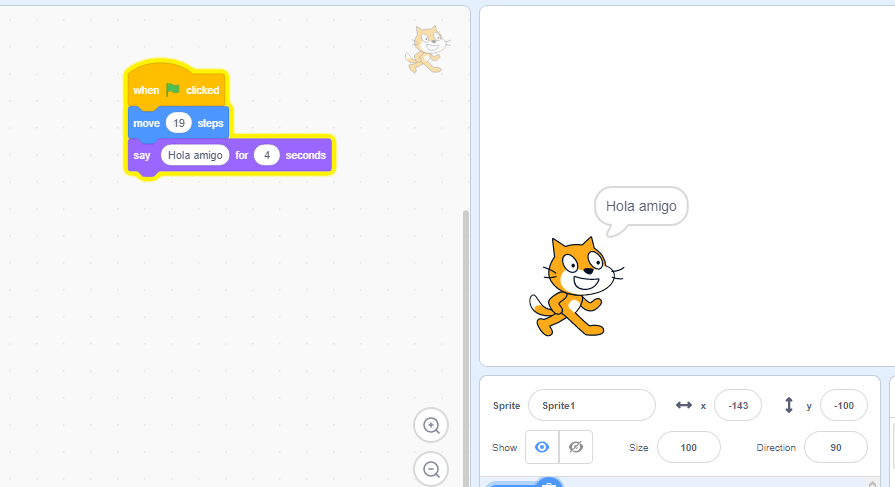 when clicked
move 19 steps
say Hola amigo for 4 seconds
Hola amigo
Sprite Sprite1 x -143 y -100
Show Size 100 Direction 90